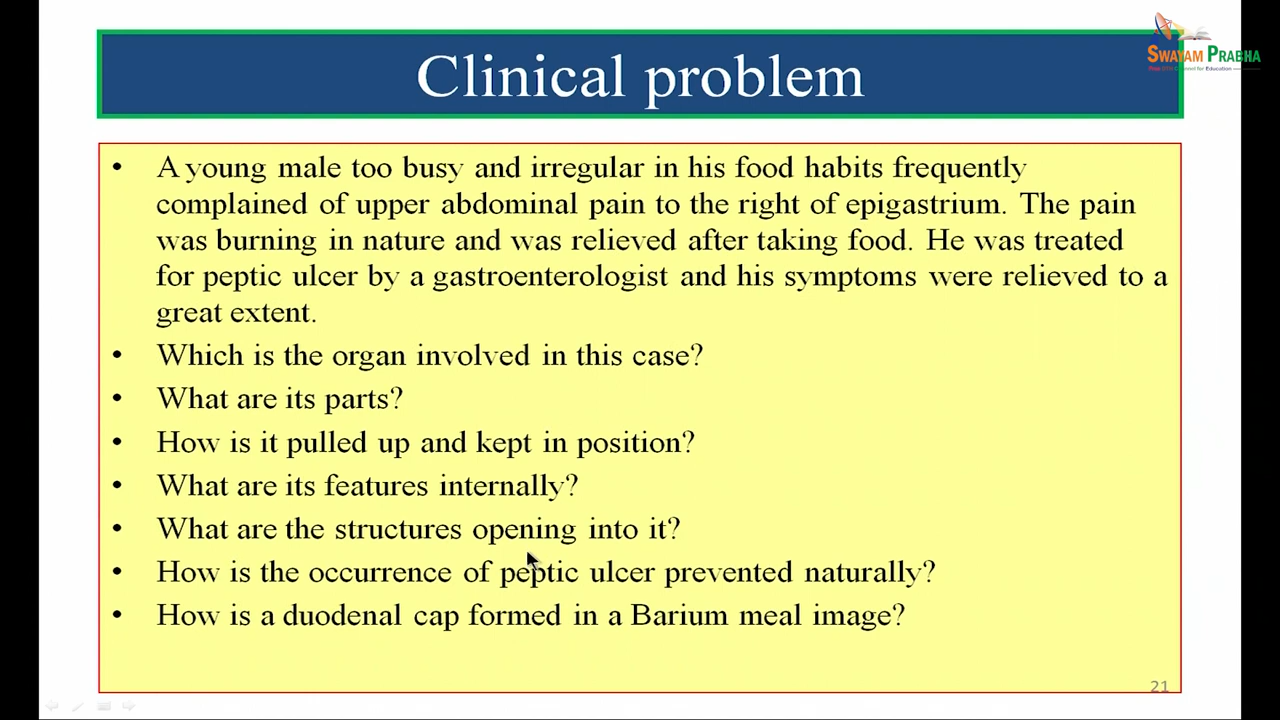 SWAYAM PRABHA
Clinical problem
• A young male too busy and irregular in his food habits frequently
complained of upper abdominal pain to the right of epigastrium. The pain
was burning in nature and was relieved after taking food. He was treated
for peptic ulcer by a gastroenterologist and his symptoms were relieved to a
great extent.
• Which is the organ involved in this case?
• What are its parts?
• How is it pulled up and kept in position?
• What are its features internally?
• What are the structures opening into it?
• How is the occurrence of peptic ulcer prevented naturally?
• How is a duodenal cap formed in a Barium meal image?
21